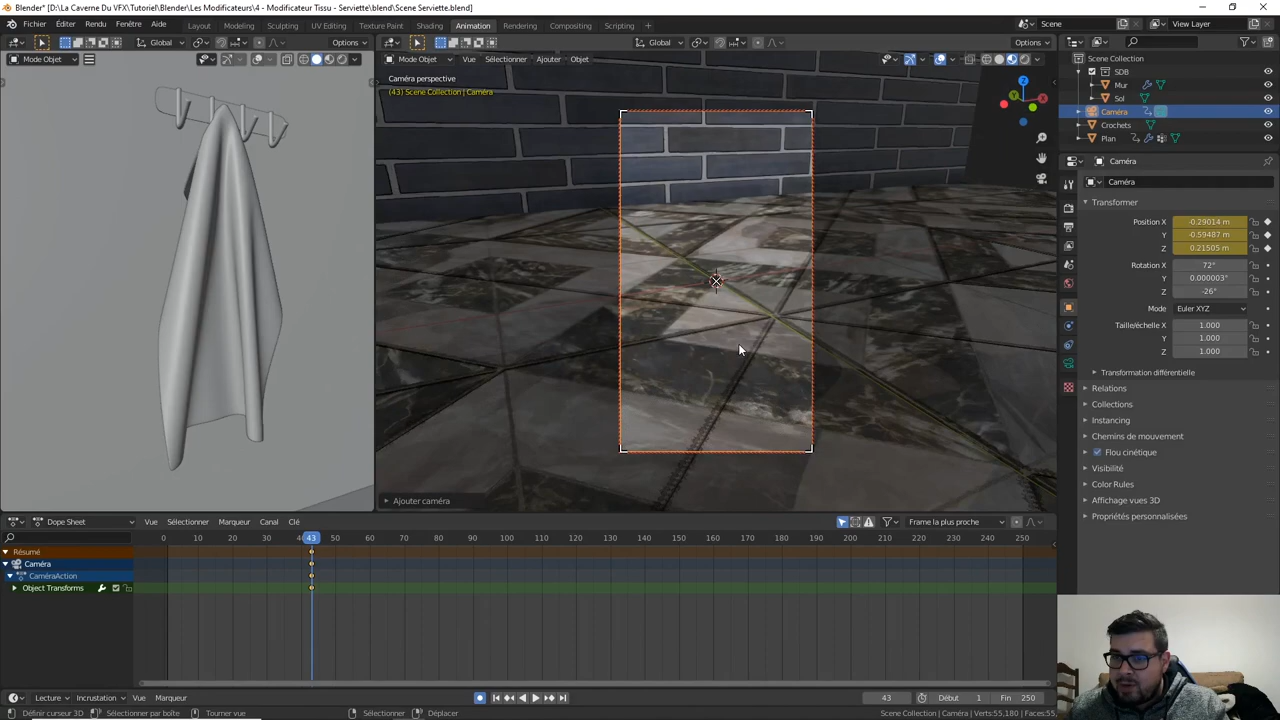 Blender* [D:\La Caverne Du VFX\Tutoriel\Blender\Les Modificateurs\4 - Modificateur Tissu - Serviette.blend\Scene Serviette.blend]
Fichier Éditer Rendu Fenêtre Aide Layout Modeling Sculpting UV Editing Texture Paint Shading Animation Rendering Compositing Scripting Scene View Layer
Global Options Global Options
Mode Objet Mode Objet Vue Sélectionner Ajouter Objet
Scene Collection
SDB
Mur
Sol
Caméra
Crochets
Plan
Caméra perspective
(43) Scene Collection | Caméra
Z
Y
X
Caméra
Caméra
Transformer
Position X -0.29014 m
Y -0.59487 m
Z 0.21505 m
Rotation X 72°
Y 0.000003°
Z -26°
Mode Euler XYZ
Taille/échelle X 1.000
Y 1.000
Z 1.000
Transformation différentielle
Relations
Collections
Instancing
Chemins de mouvement
Flou cinétique
Visibilité
Color Rules
Affichage vues 3D
Propriétés personnalisées
Ajouter caméra
Dope Sheet Vue Sélectionner Marqueur Canal Clé Frame la plus proche
0 10 20 30 43 50 60 70 80 90 100 110 120 130 140 150 160 170 180 190 200 210 220 230 240 250
Résumé
Caméra
CaméraAction
Object Transforms
Lecture Incrustation Vue Marqueur 43 Début 1 Fin 250
Définir curseur 3D Sélectionner par boîte Tourner vue Sélectionner Déplacer Scene Collection | Caméra | Verts:55,180 | Faces:55,